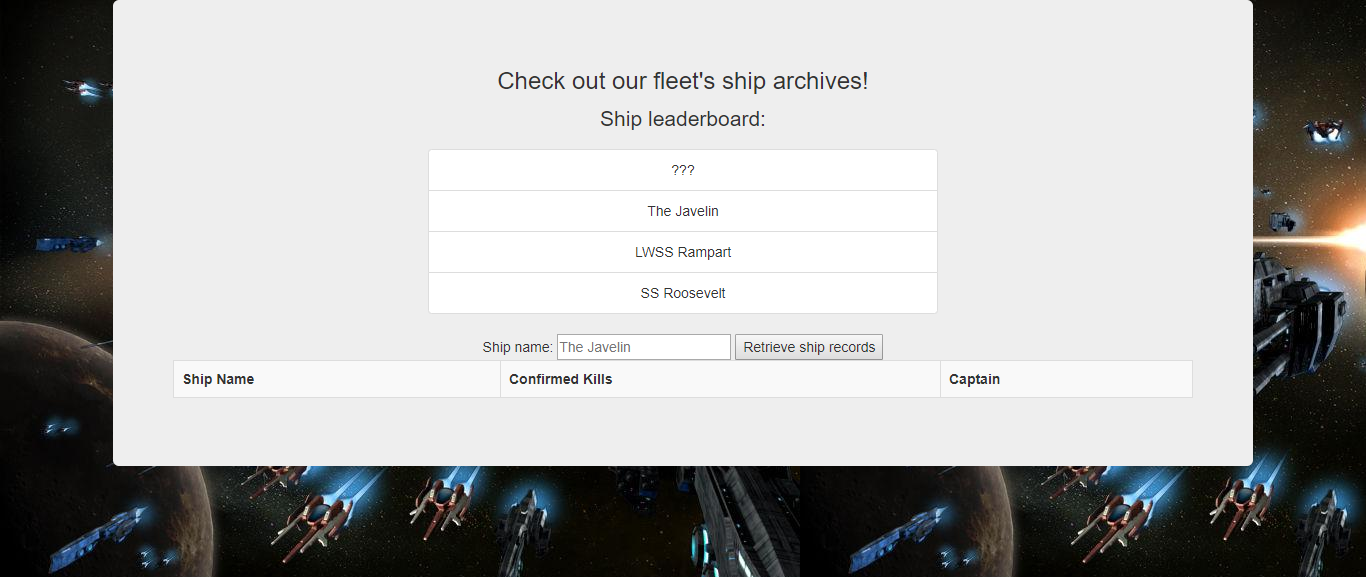 Check out our fleet's ship archives!
Ship leaderboard:
???
The Javelin
LWSS Rampart
SS Roosevelt
Ship name: The Javelin Retrieve ship records
Ship Name Confirmed Kills Captain